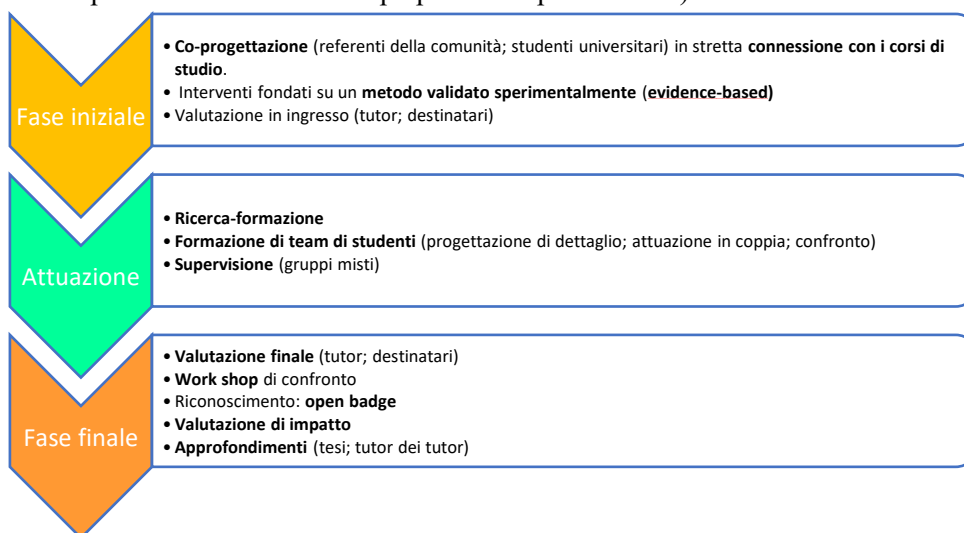 Fase iniziale
• Co-progettazione (referenti della comunità; studenti universitari) in stretta connessione con i corsi di
studio.
• Interventi fondati su un metodo validato sperimentalmente (evidence-based)
• Valutazione in ingresso (tutor; destinatari)
Attuazione
• Ricerca-formazione
• Formazione di team di studenti (progettazione di dettaglio; attuazione in coppia; confronto)
• Supervisione (gruppi misti)
Fase finale
• Valutazione finale (tutor; destinatari)
• Work shop di confronto
• Riconoscimento: open badge
• Valutazione di impatto
• Approfondimenti (tesi; tutor dei tutor)